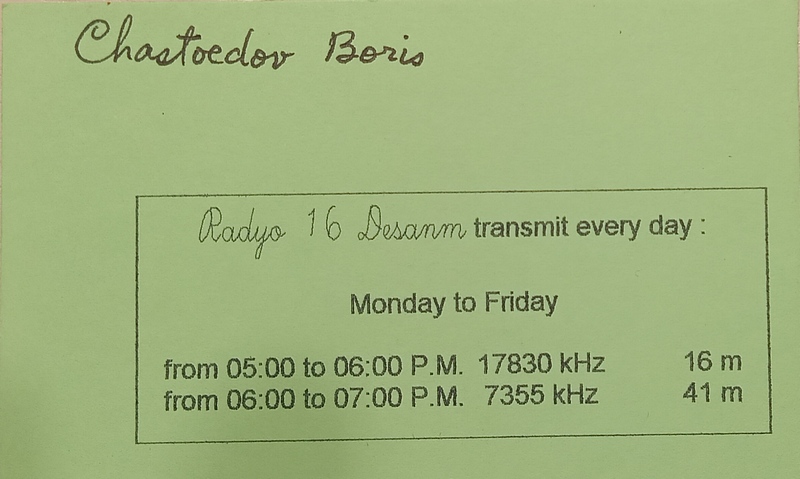 Chastoedov Boris
Radyo 16 Desanm transmit every day :
Monday to Friday
from 05:00 to 06:00 P.M. 17830 kHz 16 m
from 06:00 to 07:00 P.M. 7355 kHz 41 m